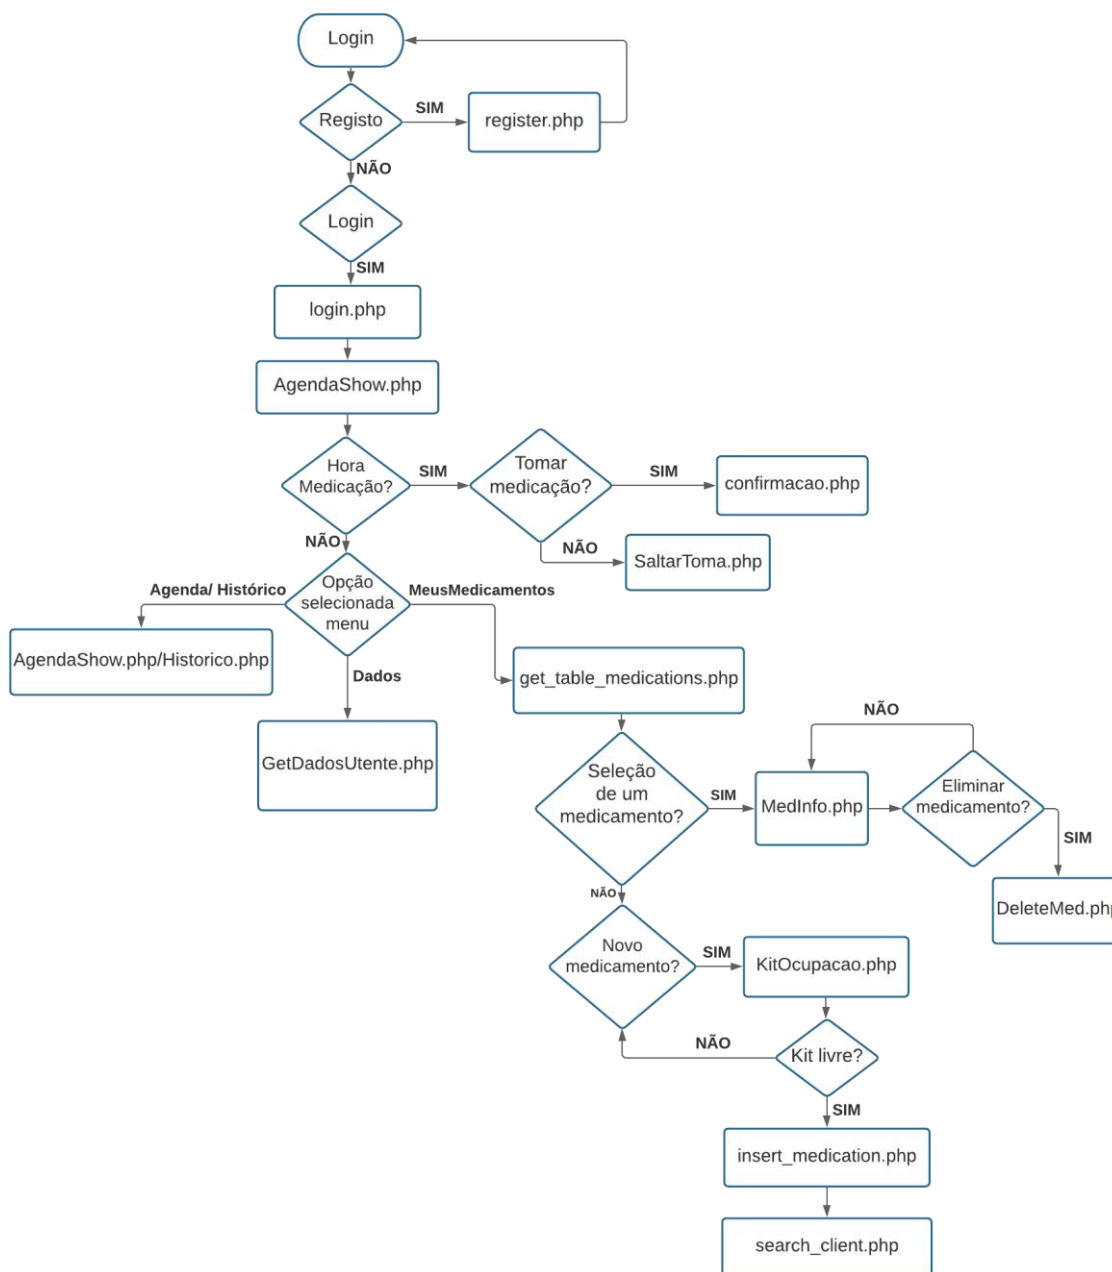 Login
Registo
SIM
register.php
NÃO
Login
SIM
login.php
AgendaShow.php
Hora
Medicação?
SIM
Tomar
medicação?
SIM
confirmacao.php
NÃO
SaltarToma.php
NÃO
Opção
selecionada
menu
Agenda/ Histórico
AgendaShow.php/Historico.php
Dados
GetDadosUtente.php
MeusMedicamentos
get_table_medications.php
Seleção
de um
medicamento?
SIM
MedInfo.php
Eliminar
medicamento?
NÃO
SIM
DeleteMed.php
NÃO
Novo
medicamento?
SIM
KitOcupacao.php
Kit livre?
NÃO
SIM
insert_medication.php
search_client.php